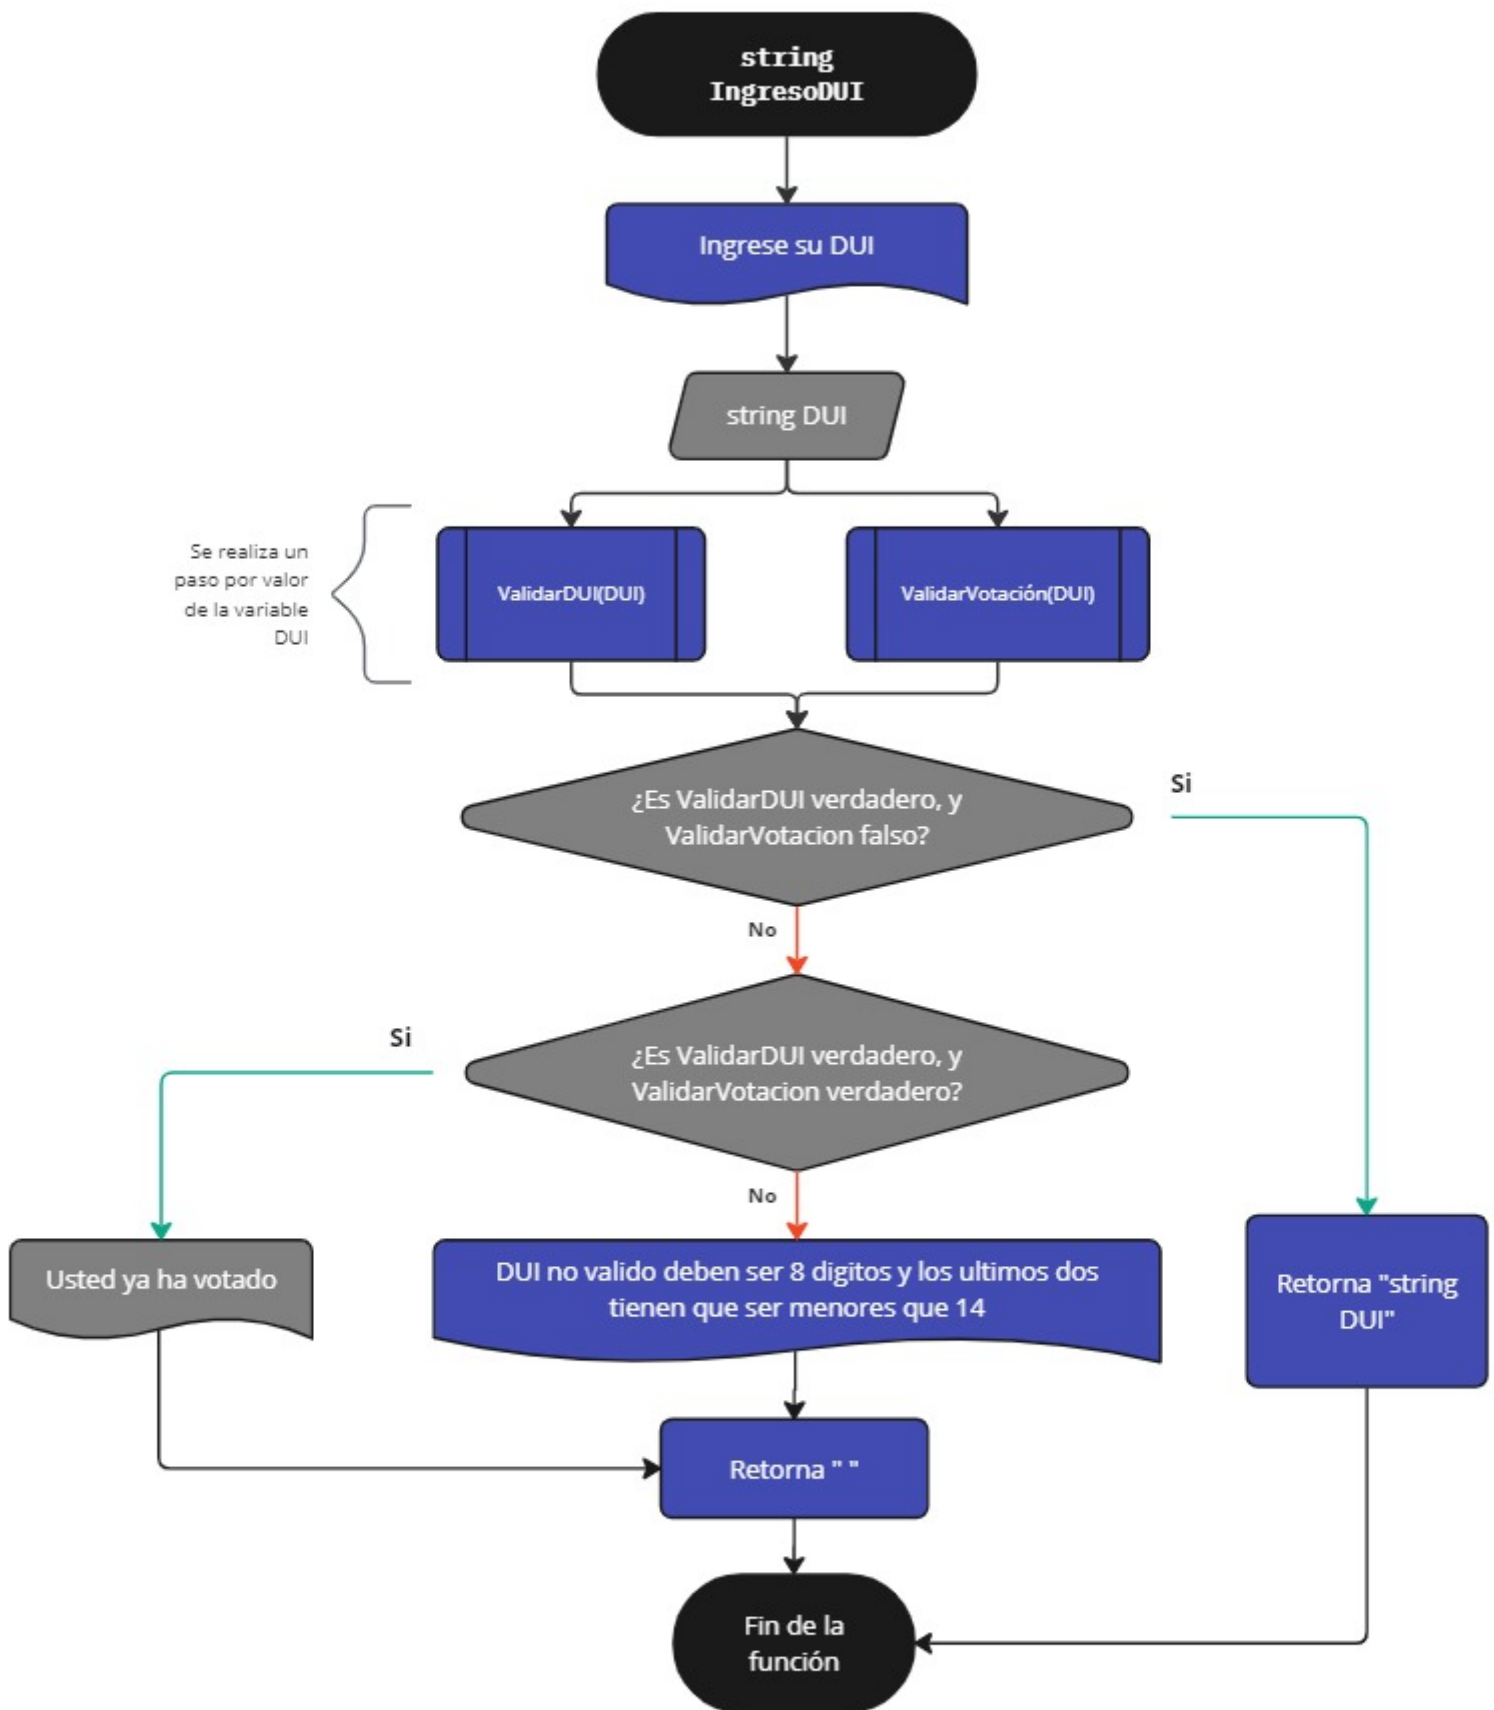 string
IngresoDUI
Ingrese su DUI
string DUI
Se realiza un
paso por valor
de la variable
DUI
ValidarDUI(DUI)
ValidarVotación(DUI)
¿Es ValidarDUI verdadero, y
ValidarVotacion falso?
Si
No
¿Es ValidarDUI verdadero, y
ValidarVotacion verdadero?
Si
No
Usted ya ha votado
DUI no valido deben ser 8 digitos y los ultimos dos
tienen que ser menores que 14
Retorna "string
DUI"
Retorna " "
Fin de la
función